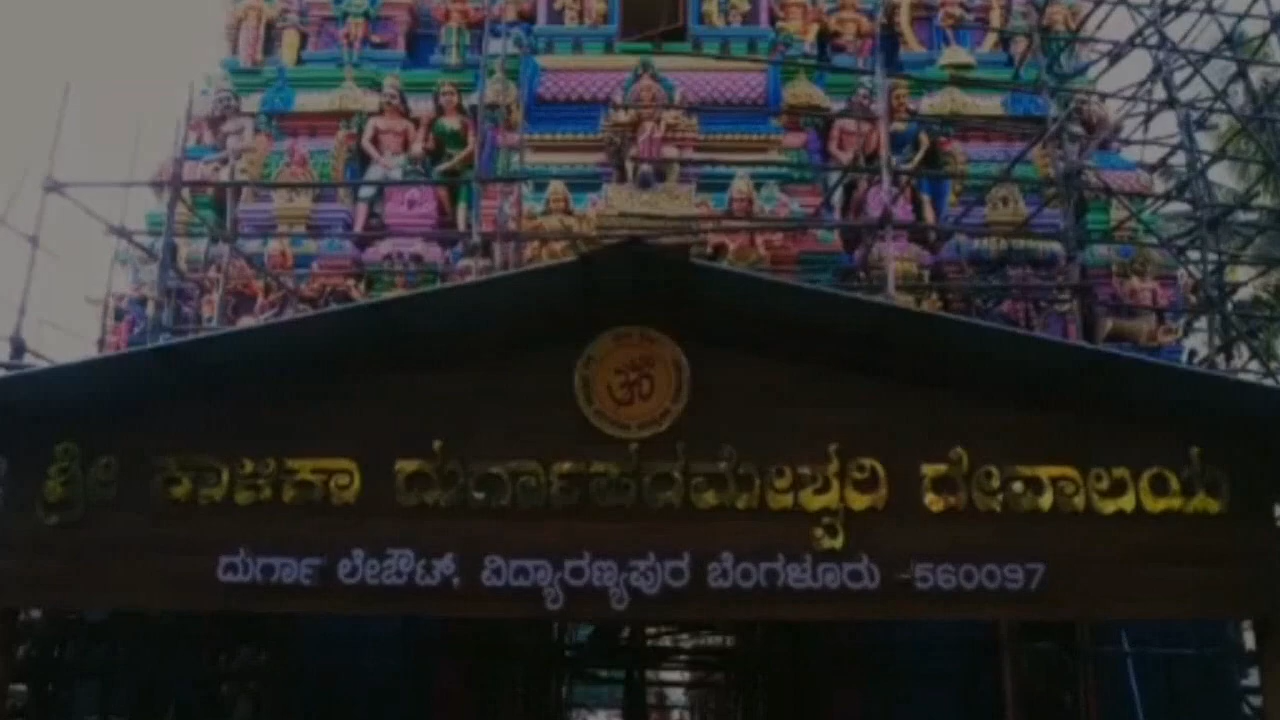 ಶ್ರೀ ಕಾಳಿಕಾ ದುರ್ಗಾಪರಮೇಶ್ವರಿ ದೇವಾಲಯ
ದುರ್ಗಾ ಲೇಔಟ್, ವಿದ್ಯಾರಣ್ಯಪುರ ಬೆಂಗಳೂರು -560097